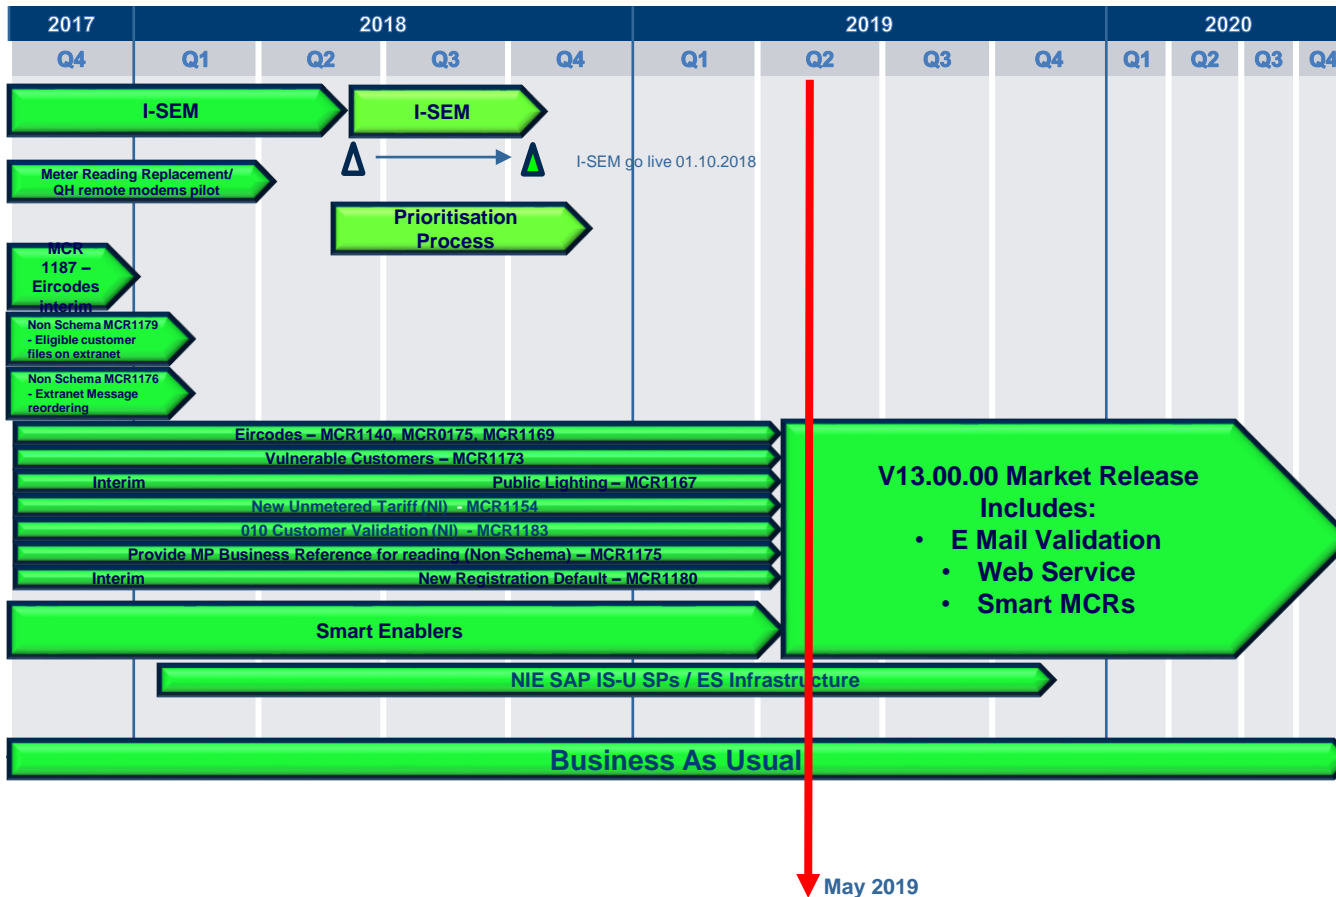 2017 2018 2019 2020
Q4 Q1 Q2 Q3 Q4 Q1 Q2 Q3 Q4 Q1 Q2 Q3 Q4
I-SEM
I-SEM
I-SEM go live 01.10.2018
Meter Reading Replacement/
QH remote modems pilot
Prioritisation
Process
MCR
1187 –
Eircodes
interim
Non Schema MCR1179
- Eligible customer
files on extranet
Non Schema MCR1176
- Extranet Message
reordering
Eircodes – MCR1140, MCR0175, MCR1169
Vulnerable Customers – MCR1173
Interim Public Lighting – MCR1167
New Unmetered Tariff (NI) - MCR1154
010 Customer Validation (NI) - MCR1183
Provide MP Business Reference for reading (Non Schema) – MCR1175
Interim New Registration Default – MCR1180
Smart Enablers
V13.00.00 Market Release
Includes:
• E Mail Validation
• Web Service
• Smart MCRs
NIE SAP IS-U SPs / ES Infrastructure
Business As Usual
May 2019